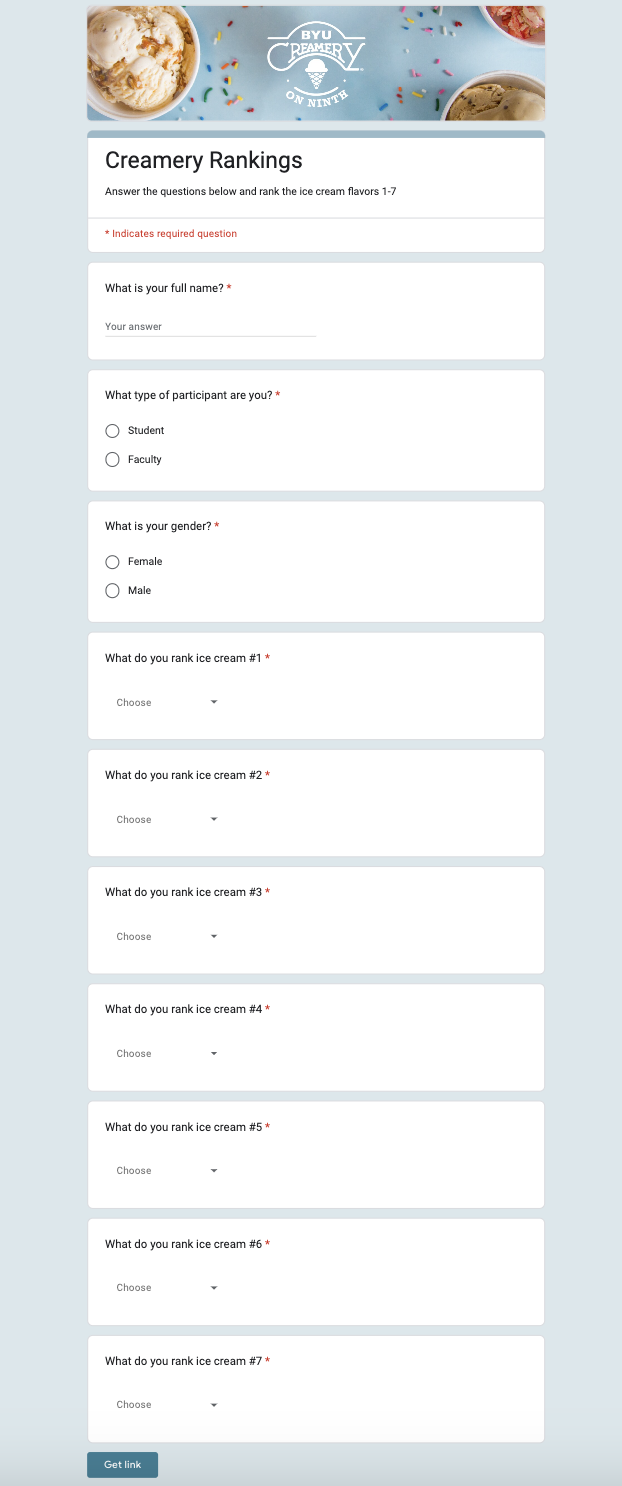 BYU
CREAMERY
ON NINTH
Creamery Rankings
Answer the questions below and rank the ice cream flavors 1-7
* Indicates required question
What is your full name? *
Your answer
What type of participant are you? *
Student
Faculty
What is your gender? *
Female
Male
What do you rank ice cream #1 *
Choose
What do you rank ice cream #2 *
Choose
What do you rank ice cream #3 *
Choose
What do you rank ice cream #4 *
Choose
What do you rank ice cream #5 *
Choose
What do you rank ice cream #6 *
Choose
What do you rank ice cream #7 *
Choose
Get link